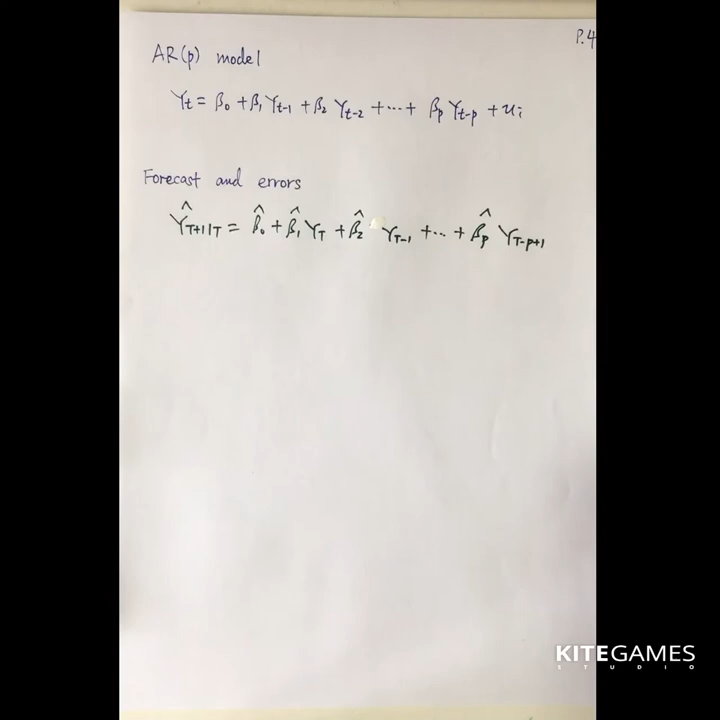 P.4
AR(p) model
Yt = β0 + β1 Yt-1 + β2 Yt-2 + ... + βp Yt-p + ui
Forecast and errors
ŶT+1|T = β̂0 + β̂1 YT + β̂2 YT-1 + ... + β̂p YT-p+1
KITEGAMES
STUDIO